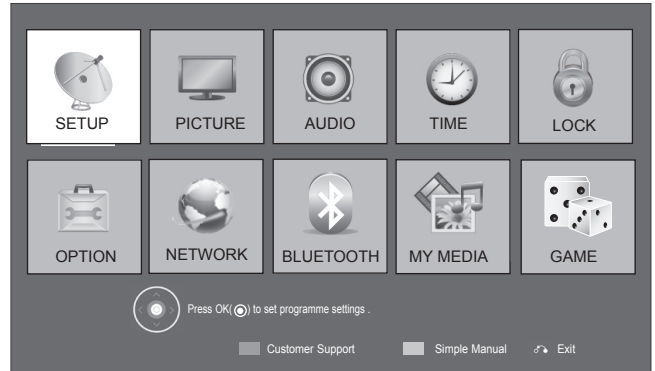 SETUP PICTURE AUDIO TIME LOCK
OPTION NETWORK BLUETOOTH MY MEDIA GAME
Press OK(◉) to set programme settings .
Customer Support Simple Manual Exit